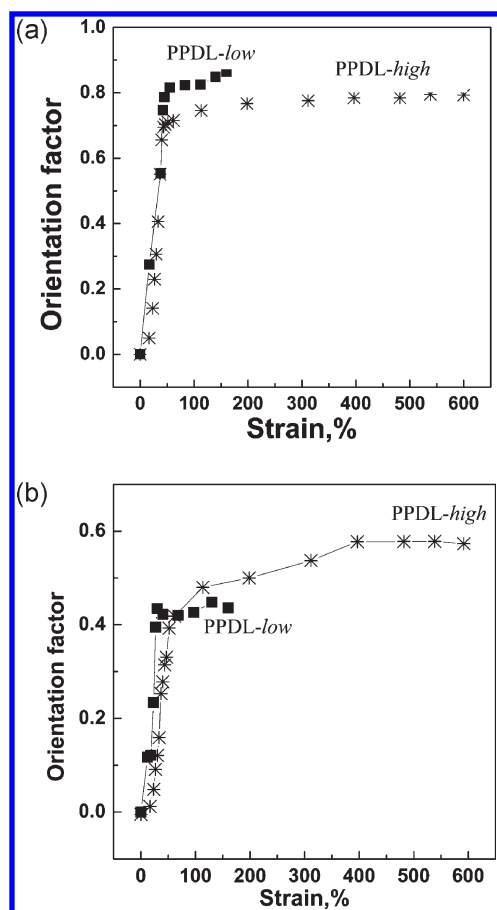 (a)
1.0
PPDL-low
PPDL-high
0.8
0.6
0.4
0.2
0.0
Orientation factor
0 100 200 300 400 500 600
Strain,%
(b)
PPDL-high
0.6
0.4
PPDL-low
0.2
0.0
Orientation factor
0 100 200 300 400 500 600
Strain,%